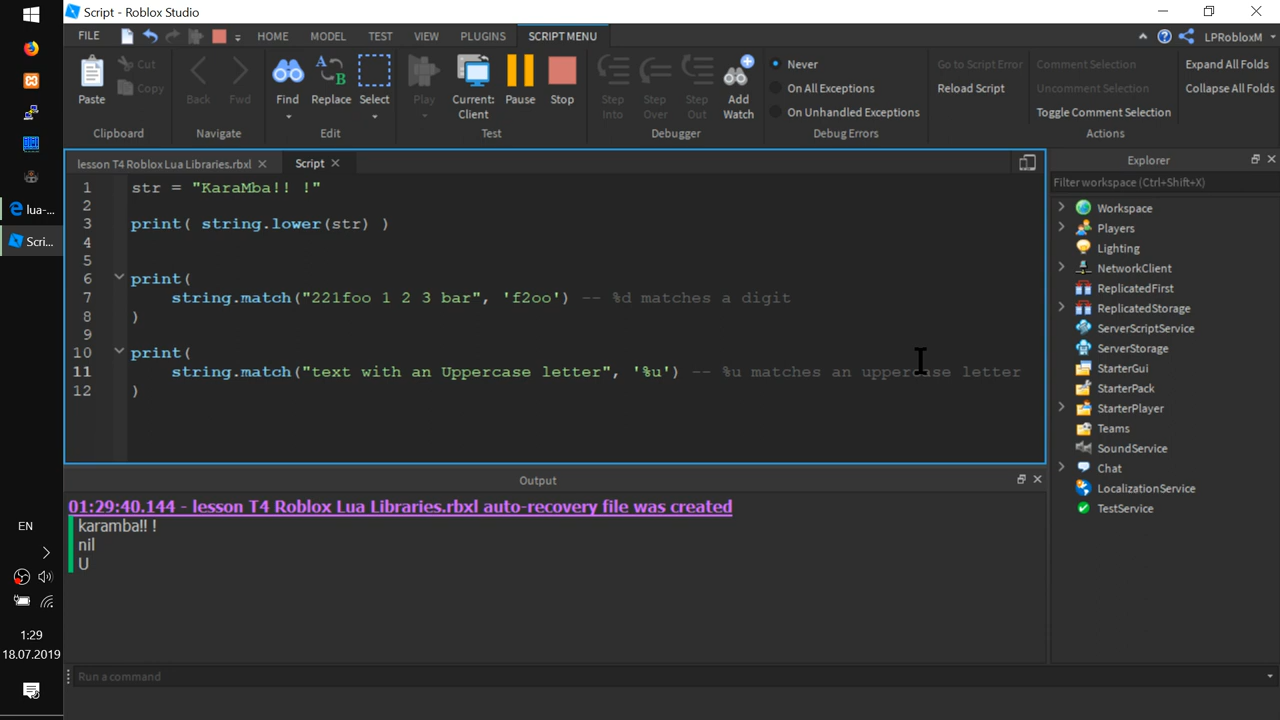 Script - Roblox Studio
FILE
HOME
MODEL
TEST
VIEW
PLUGINS
SCRIPT MENU
LPRobloxM
Paste
Cut
Copy
Clipboard
Back
Fwd
Navigate
Find
Replace
Select
Edit
Play
Current:
Client
Pause
Stop
Test
Step
Into
Step
Over
Step
Out
Add
Watch
Debugger
Never
On All Exceptions
On Unhandled Exceptions
Debug Errors
Go to Script Error
Reload Script
Comment Selection
Uncomment Selection
Toggle Comment Selection
Expand All Folds
Collapse All Folds
Actions
lua-...
Scri...
lesson T4 Roblox Lua Libraries.rbxl
Script
1 str = "KaraMba!! !"
2
3 print( string.lower(str) )
4
5
6 print(
7 string.match("221foo 1 2 3 bar", 'f2oo') -- %d matches a digit
8 )
9
10 print(
11 string.match("text with an Uppercase letter", '%u') -- %u matches an uppercase letter
12 )
Explorer
Filter workspace (Ctrl+Shift+X)
Workspace
Players
Lighting
NetworkClient
ReplicatedFirst
ReplicatedStorage
ServerScriptService
ServerStorage
StarterGui
StarterPack
StarterPlayer
Teams
SoundService
Chat
LocalizationService
TestService
Output
01:29:40.144 - lesson T4 Roblox Lua Libraries.rbxl auto-recovery file was created
karamba!! !
nil
U
Run a command
EN
1:29
18.07.2019